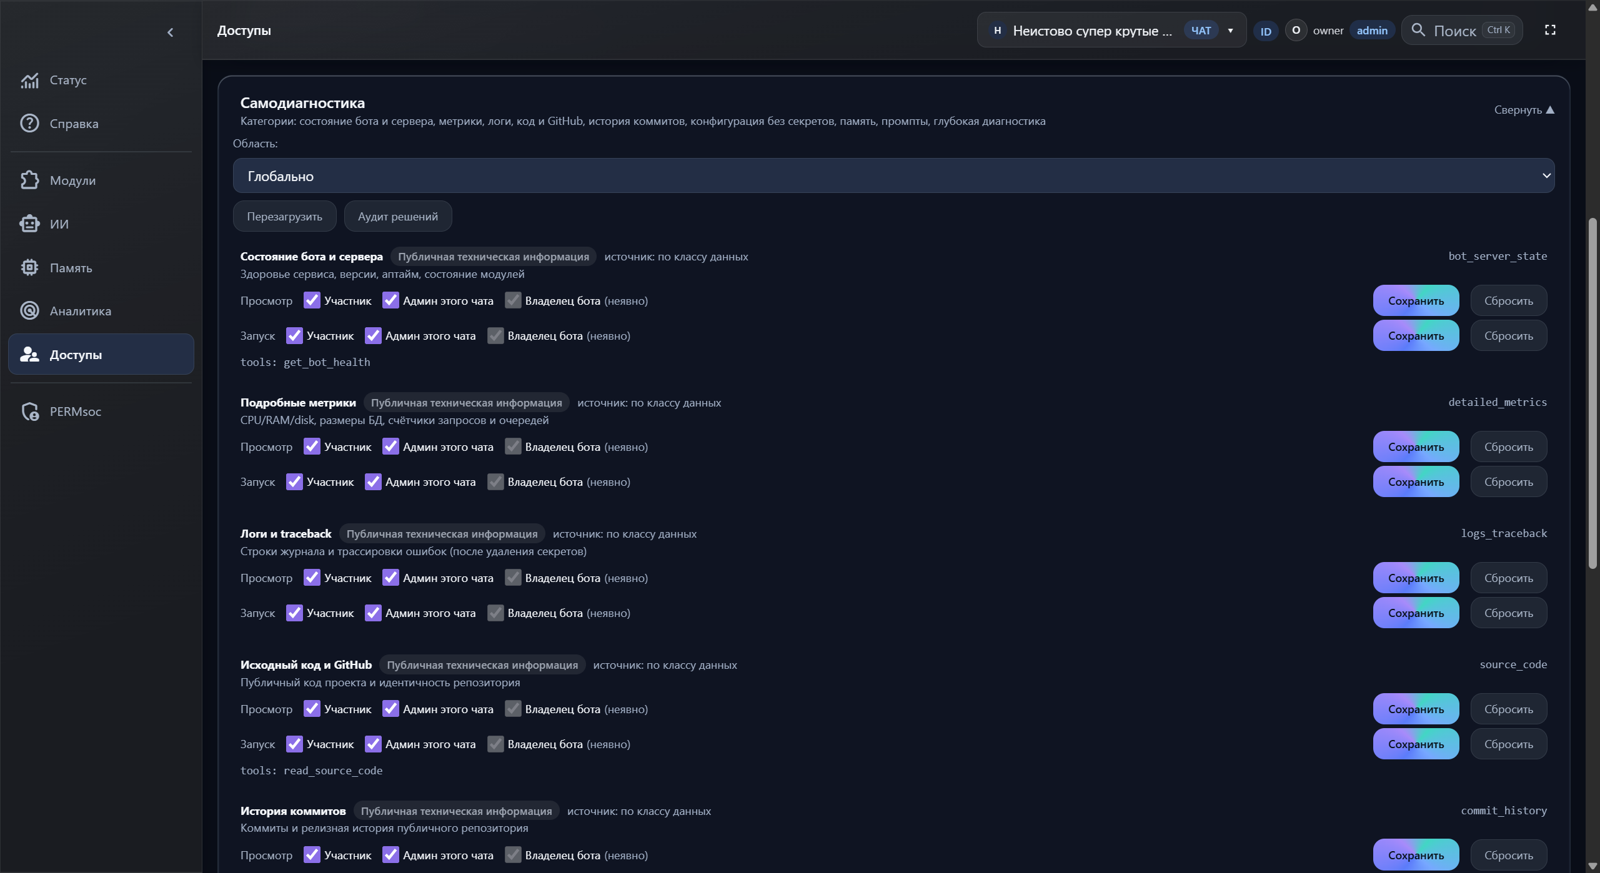 Доступы
Н Неистово супер крутые ... ЧАТ ▼ ID O owner admin Поиск Ctrl K
Статус
Справка
Модули
ИИ
Память
Аналитика
Доступы
PERMsoc
Самодиагностика
Категории: состояние бота и сервера, метрики, логи, код и GitHub, история коммитов, конфигурация без секретов, память, промпты, глубокая диагностика
Свернуть ▲
Область:
Глобально
Перезагрузить Аудит решений
Состояние бота и сервера Публичная техническая информация источник: по классу данных bot_server_state
Здоровье сервиса, версии, аптайм, состояние модулей
Просмотр Участник Админ этого чата Владелец бота (неявно) Сохранить Сбросить
Запуск Участник Админ этого чата Владелец бота (неявно) Сохранить Сбросить
tools: get_bot_health
Подробные метрики Публичная техническая информация источник: по классу данных detailed_metrics
CPU/RAM/disk, размеры БД, счётчики запросов и очередей
Просмотр Участник Админ этого чата Владелец бота (неявно) Сохранить Сбросить
Запуск Участник Админ этого чата Владелец бота (неявно) Сохранить Сбросить
Логи и traceback Публичная техническая информация источник: по классу данных logs_traceback
Строки журнала и трассировки ошибок (после удаления секретов)
Просмотр Участник Админ этого чата Владелец бота (неявно) Сохранить Сбросить
Запуск Участник Админ этого чата Владелец бота (неявно) Сохранить Сбросить
Исходный код и GitHub Публичная техническая информация источник: по классу данных source_code
Публичный код проекта и идентичность репозитория
Просмотр Участник Админ этого чата Владелец бота (неявно) Сохранить Сбросить
Запуск Участник Админ этого чата Владелец бота (неявно) Сохранить Сбросить
tools: read_source_code
История коммитов Публичная техническая информация источник: по классу данных commit_history
Коммиты и релизная история публичного репозитория
Просмотр Участник Админ этого чата Владелец бота (неявно) Сохранить Сбросить